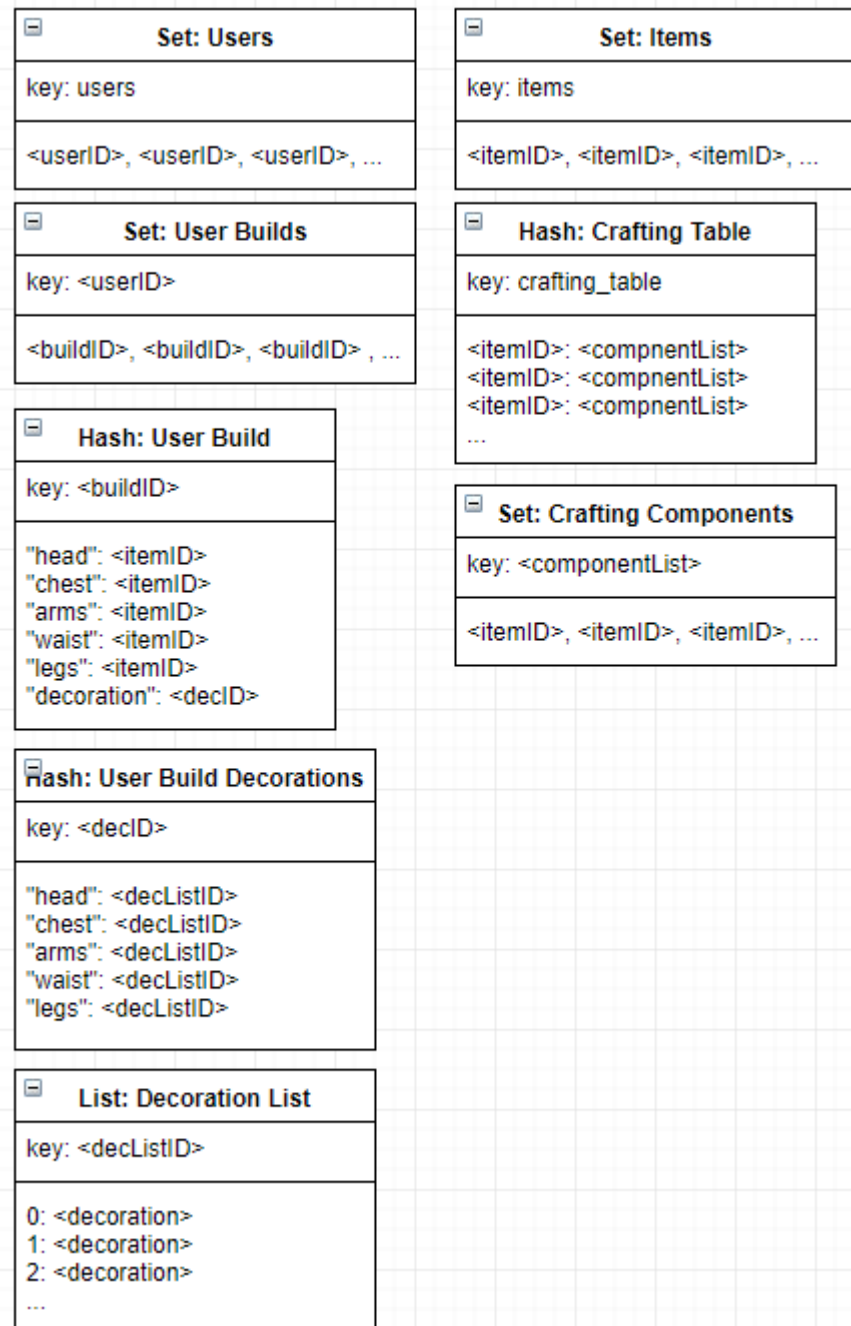 Set: Users
key: users
<userID>, <userID>, <userID>, ...
Set: User Builds
key: <userID>
<buildID>, <buildID>, <buildID> , ...
Hash: User Build
key: <buildID>
"head": <itemID>
"chest": <itemID>
"arms": <itemID>
"waist": <itemID>
"legs": <itemID>
"decoration": <decID>
Hash: User Build Decorations
key: <decID>
"head": <decListID>
"chest": <decListID>
"arms": <decListID>
"waist": <decListID>
"legs": <decListID>
List: Decoration List
key: <decListID>
0: <decoration>
1: <decoration>
2: <decoration>
...
Set: Items
key: items
<itemID>, <itemID>, <itemID>, ...
Hash: Crafting Table
key: crafting_table
<itemID>: <compnentList>
<itemID>: <compnentList>
<itemID>: <compnentList>
...
Set: Crafting Components
key: <componentList>
<itemID>, <itemID>, <itemID>, ...